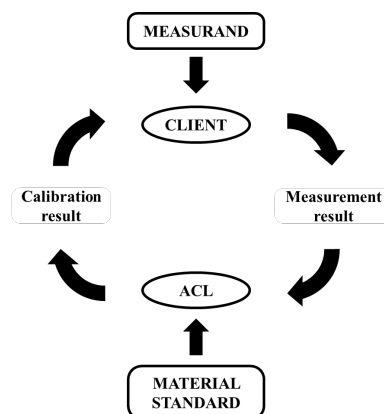 MEASURAND
CLIENT
Calibration
result
Measurement
result
ACL
MATERIAL
STANDARD